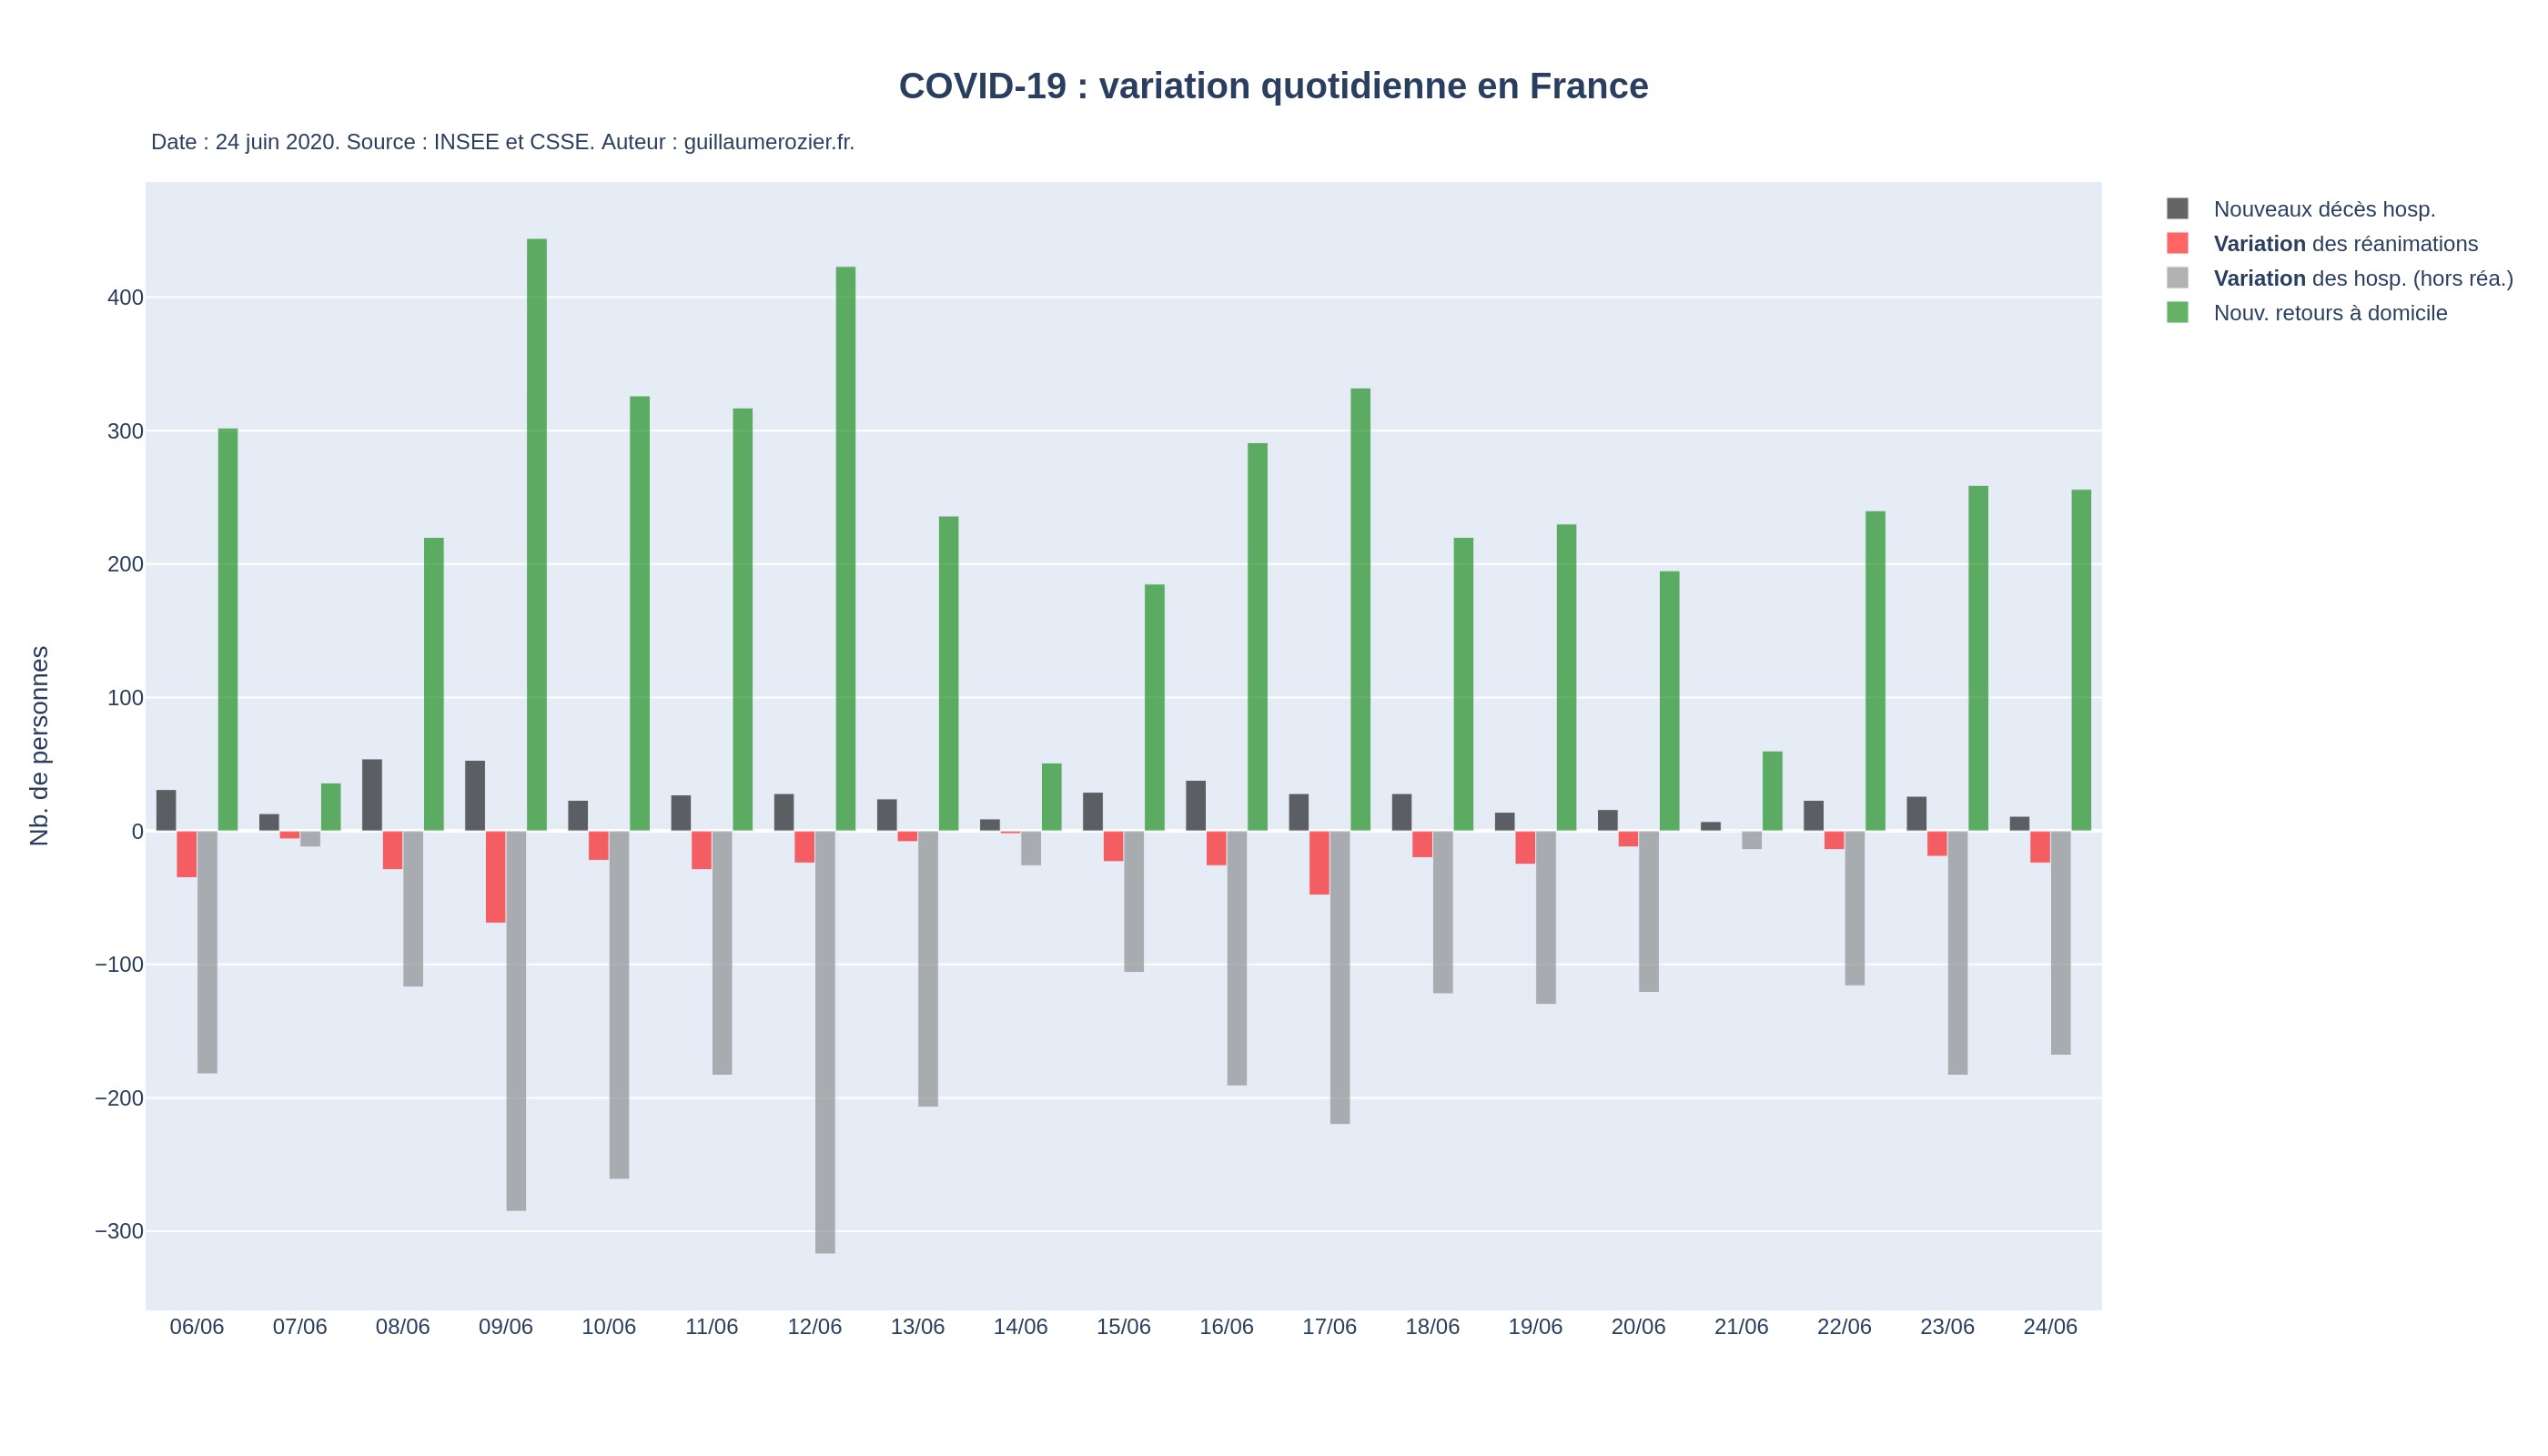 COVID-19 : variation quotidienne en France
Date : 24 juin 2020. Source : INSEE et CSSE. Auteur : guillaumerozier.fr.
Nouveaux décès hosp.
Variation des réanimations
Variation des hosp. (hors réa.)
Nouv. retours à domicile
Nb. de personnes
400
300
200
100
0
−100
−200
−300
06/06 07/06 08/06 09/06 10/06 11/06 12/06 13/06 14/06 15/06 16/06 17/06 18/06 19/06 20/06 21/06 22/06 23/06 24/06